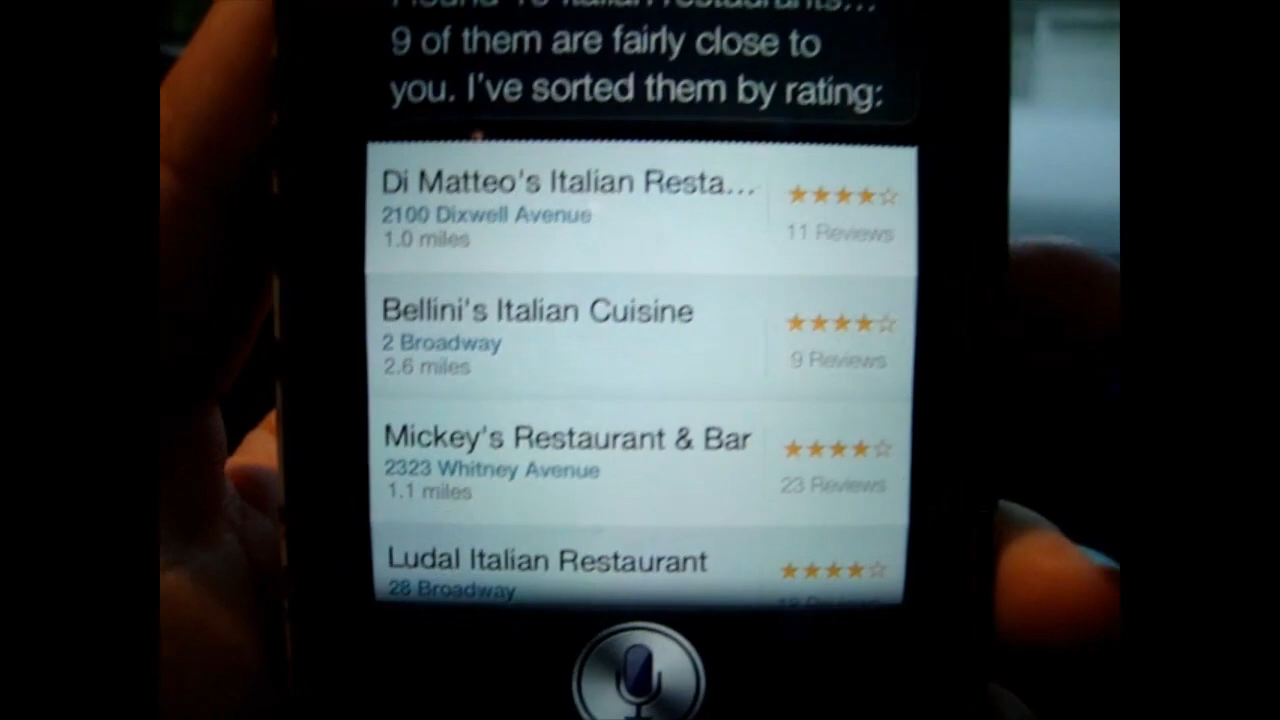 Italian restaurants...
9 of them are fairly close to
you. I've sorted them by rating:
Di Matteo's Italian Resta...
2100 Dixwell Avenue
1.0 miles
11 Reviews
Bellini's Italian Cuisine
2 Broadway
2.6 miles
9 Reviews
Mickey's Restaurant & Bar
2323 Whitney Avenue
1.1 miles
23 Reviews
Ludal Italian Restaurant
28 Broadway